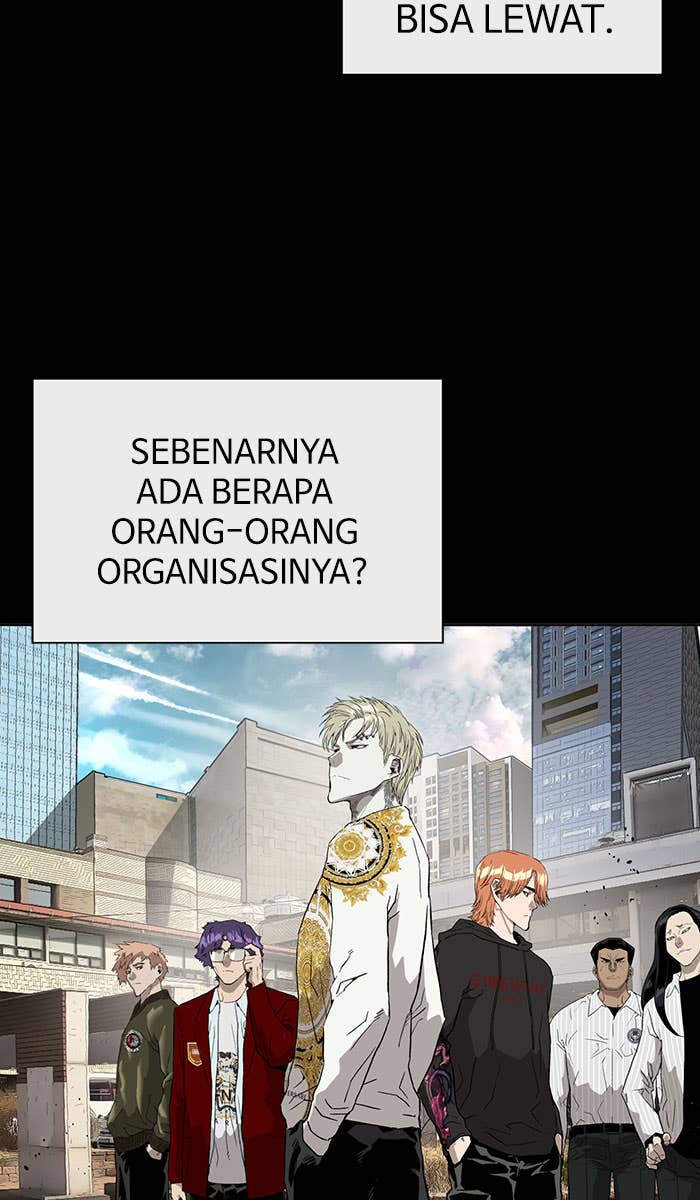 BISA LEWAT.
SEBENARNYA
ADA BERAPA
ORANG-ORANG
ORGANISASINYA?